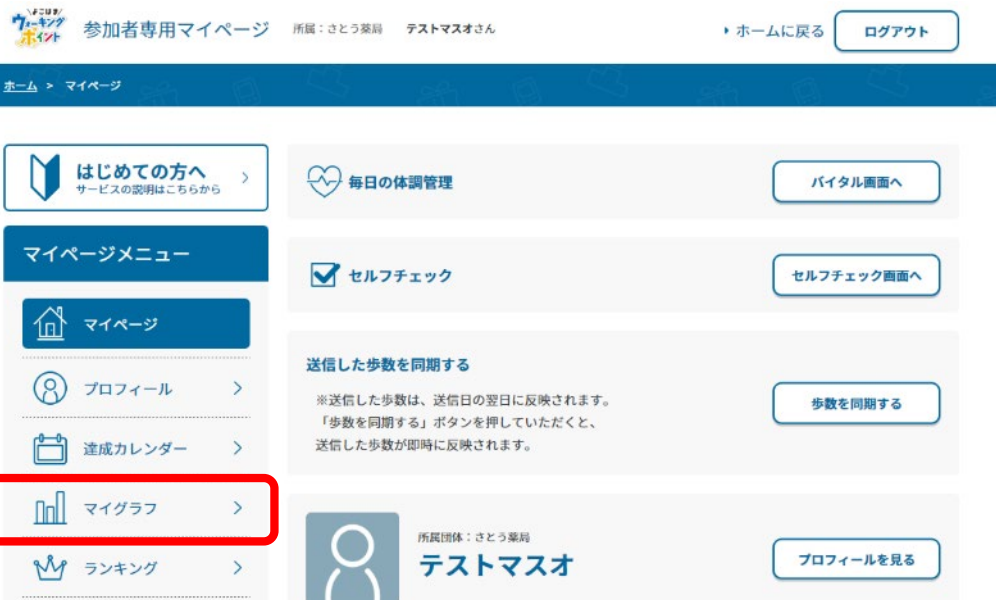 よこはま
ウォーキング
ポイント
参加者専用マイページ 所属：さとう薬局 テストマスオさん
ホームに戻る
ログアウト
ホーム > マイページ
はじめての方へ
サービスの説明はこちらから
毎日の体調管理
バイタル画面へ
マイページメニュー
セルフチェック
セルフチェック画面へ
マイページ
プロフィール
達成カレンダー
マイグラフ
ランキング
送信した歩数を同期する
※送信した歩数は、送信日の翌日に反映されます。
「歩数を同期する」ボタンを押していただくと、
送信した歩数が即時に反映されます。
歩数を同期する
所属団体：さとう薬局
テストマスオ
プロフィールを見る